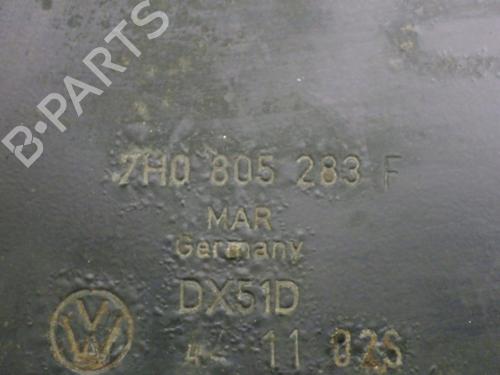 B-PARTS
7H0 805 283 F
MAR
Germany
DX51D
11 02S